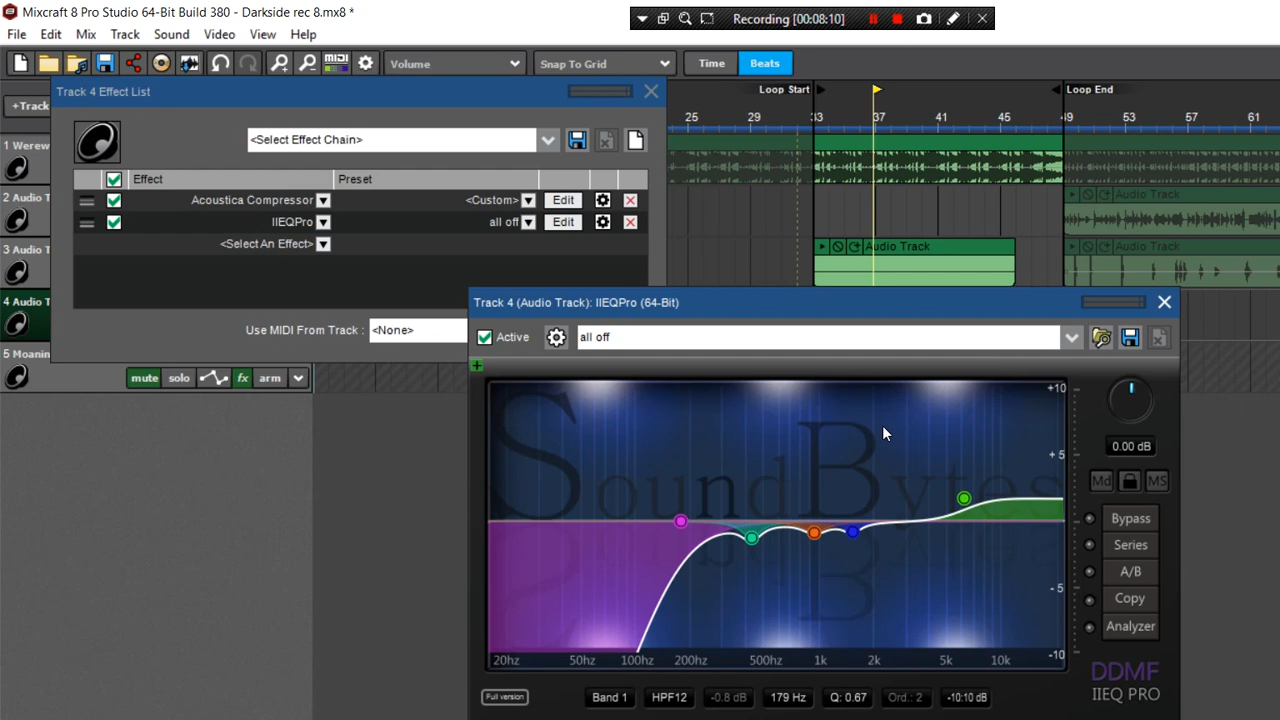 Mixcraft 8 Pro Studio 64-Bit Build 380 - Darkside rec 8.mx8 *
Recording [00:08:10]
File Edit Mix Track Sound Video View Help
midi
Volume
Snap To Grid
Time
Beats
Track 4 Effect List
Loop Start
Loop End
+Track
<Select Effect Chain>
25 29 33 37 41 45 49 53 57 61
1 Werew
Effect
Preset
Acoustica Compressor
<Custom>
Edit
2 Audio T
IIEQPro
all off
Edit
Audio Track
<Select An Effect>
3 Audio T
Audio Track
Audio Track
4 Audio T
Track 4 (Audio Track): IIEQPro (64-Bit)
Use MIDI From Track :
<None>
Active
all off
5 Moanin
mute solo fx arm
+10
SoundBytes
+ 5
0.00 dB
Md
MS
0
Bypass
Series
- 5
A/B
Copy
Analyzer
-10
20hz 50hz 100hz 200hz 500hz 1k 2k 5k 10k
DDMF
IIEQ PRO
Full version
Band 1
HPF12
-0.8 dB
179 Hz
Q: 0.67
Ord.: 2
-10:10 dB